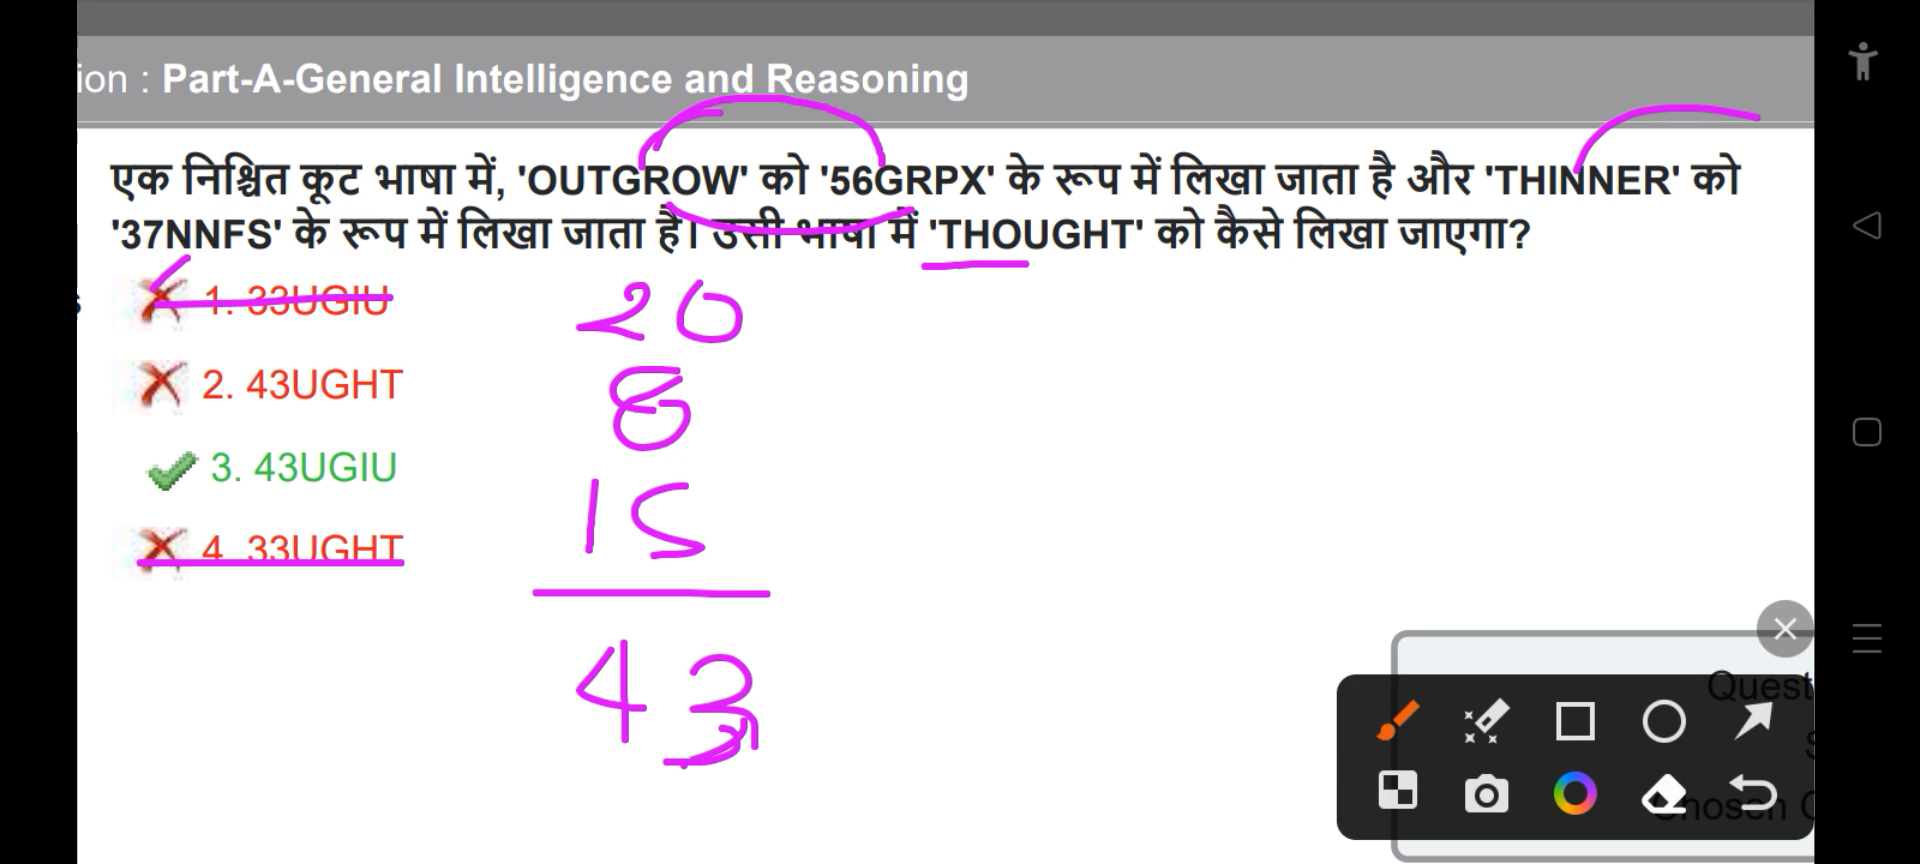 ion : Part-A-General Intelligence and Reasoning
एक निश्चित कूट भाषा में, 'OUTGROW' को '56GRPX' के रूप में लिखा जाता है और 'THINNER' को
'37NNFS' के रूप में लिखा जाता है। उसी भाषा में 'THOUGHT' को कैसे लिखा जाएगा?
s
1. 33UGIU
2. 43UGHT
3. 43UGIU
4. 33UGHT
20
8
15
43
Quest
S
Chosen C